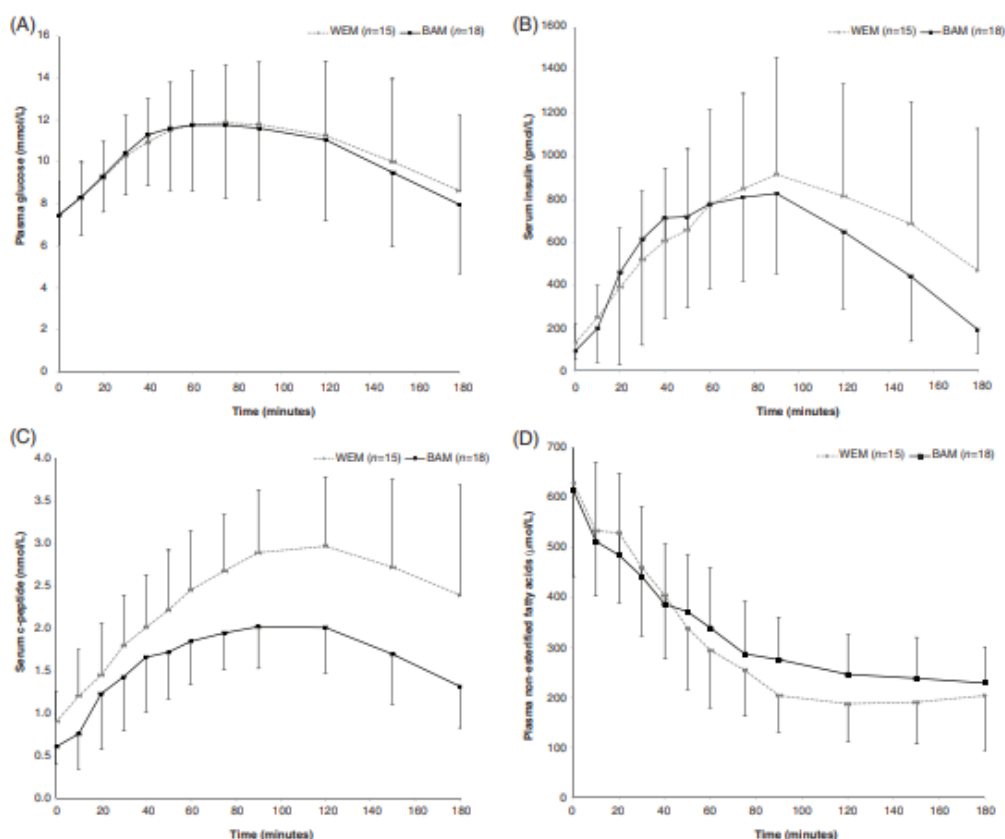 (A)
WEM (n=15) BAM (n=18)
16
14
12
10
8
6
4
2
0
Plasma glucose (mmol/L)
0 20 40 60 80 100 120 140 160 180
Time (minutes)
(B)
WEM (n=15) BAM (n=18)
1600
1400
1200
1000
800
600
400
200
0
Serum insulin (pmol/L)
0 20 40 60 80 100 120 140 160 180
Time (minutes)
(C)
WEM (n=15) BAM (n=18)
4.0
3.5
3.0
2.5
2.0
1.5
1.0
0.5
0.0
Serum c-peptide (nmol/L)
0 20 40 60 80 100 120 140 160 180
Time (minutes)
(D)
WEM (n=15) BAM (n=18)
700
600
500
400
300
200
100
0
Plasma non-esterified fatty acids (μmol/L)
0 20 40 60 80 100 120 140 160 180
Time (minutes)